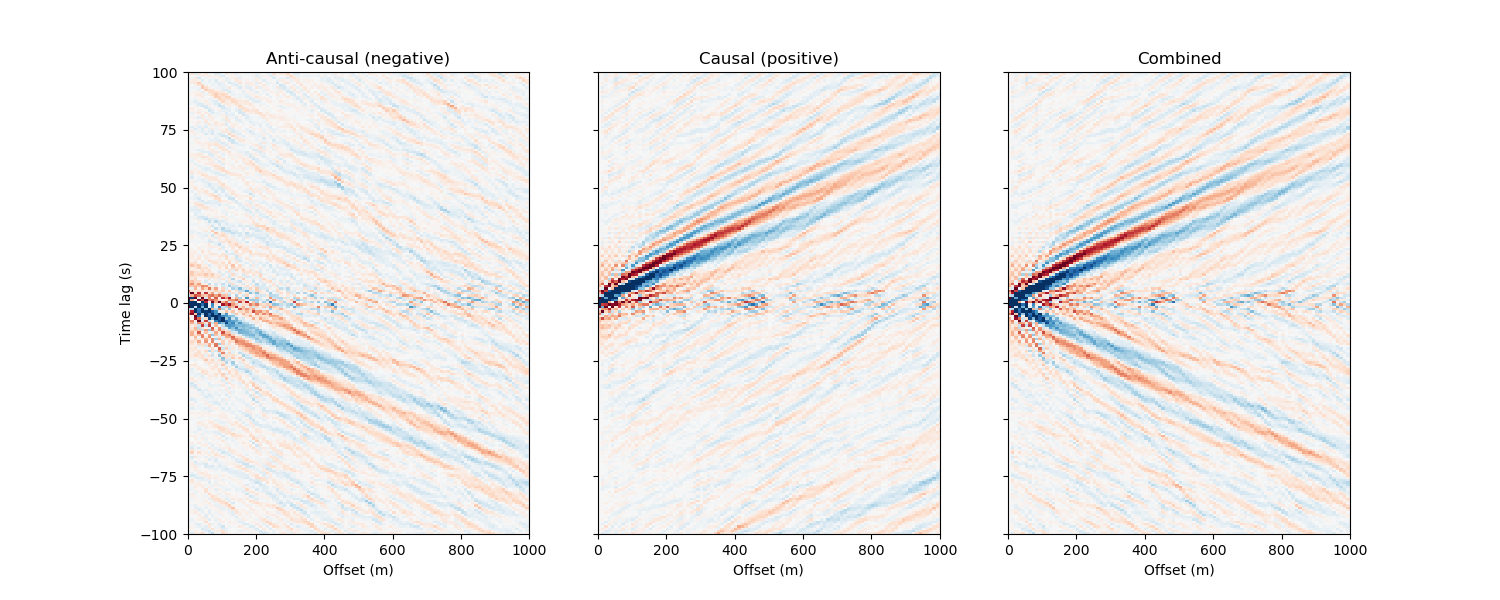 Anti-causal (negative)
Causal (positive)
Combined
Time lag (s)
100
75
50
25
0
−25
−50
−75
−100
0 200 400 600 800 1000
0 200 400 600 800 1000
0 200 400 600 800 1000
Offset (m)
Offset (m)
Offset (m)